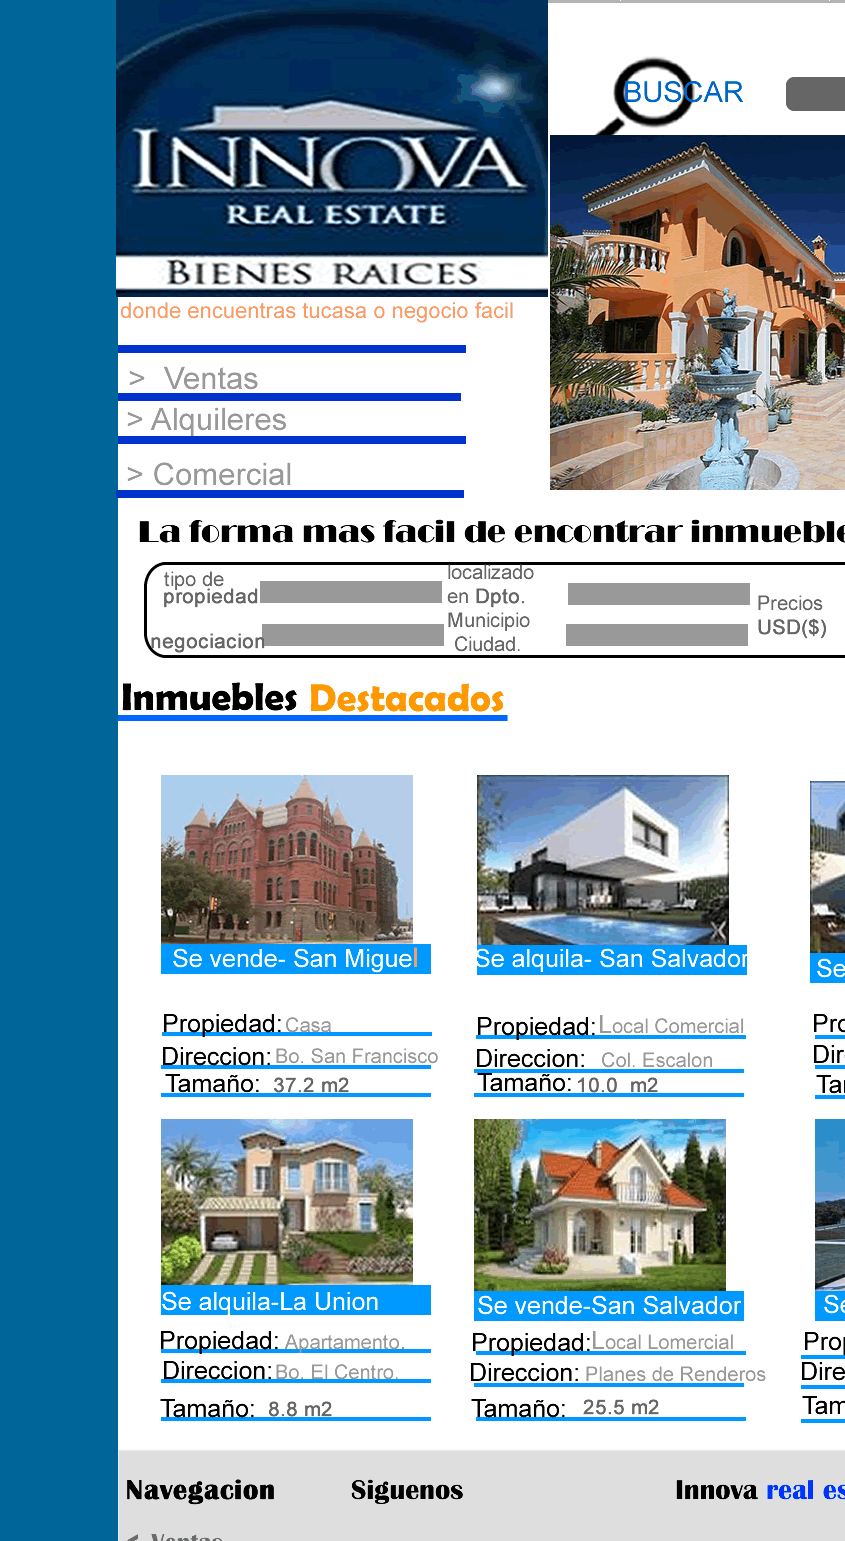 INNOVA
REAL ESTATE
BIENES RAICES
BUSCAR
donde encuentras tucasa o negocio facil
> Ventas
> Alquileres
> Comercial
La forma mas facil de encontrar inmueble
tipo de
propiedad
negociacion
localizado
en Dpto.
Municipio
Ciudad.
Precios
USD($)
Inmuebles Destacados
Se vende- San Miguel
Propiedad: Casa
Direccion: Bo. San Francisco
Tamaño: 37.2 m2
Se alquila- San Salvador
Propiedad: Local Comercial
Direccion: Col. Escalon
Tamaño: 10.0 m2
Se
Pro
Dir
Ta
Se alquila-La Union
Propiedad: Apartamento.
Direccion: Bo. El Centro.
Tamaño: 8.8 m2
Se vende-San Salvador
Propiedad: Local Lomercial
Direccion: Planes de Renderos
Tamaño: 25.5 m2
Se
Prop
Dire
Tam
Navegacion
Siguenos
Innova real es
< Ventas